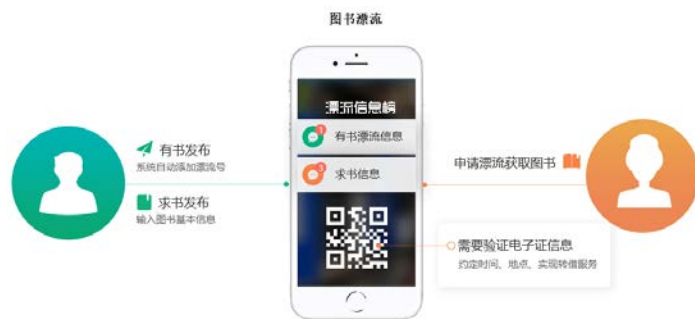 图书漂流
漂流信息榜
1
有书漂流信息
3
求书信息
有书发布
系统自动添加漂流号
求书发布
输入图书基本信息
申请漂流获取图书
需要验证电子证信息
约定时间、地点、实现转借服务